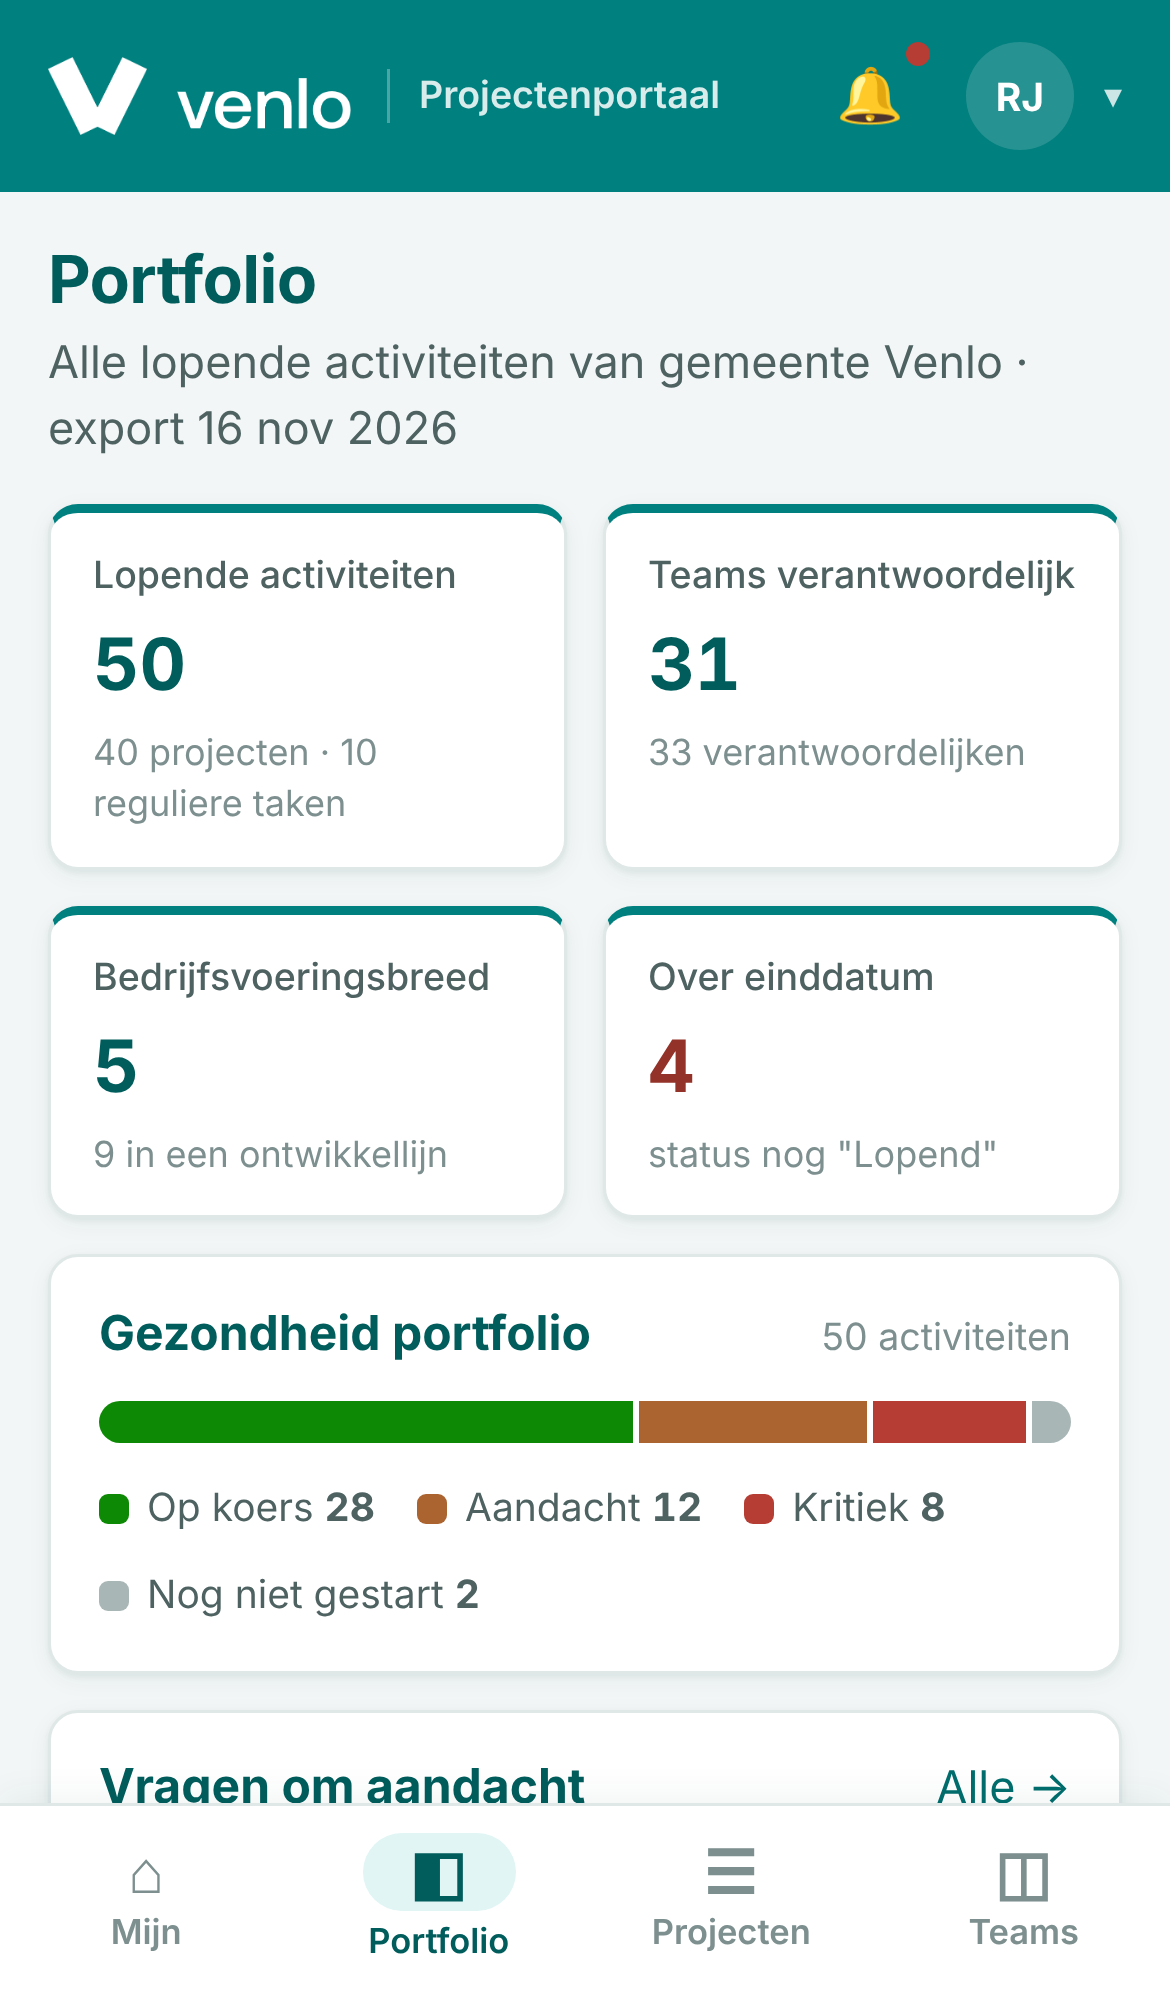 venlo
Projectenportaal
RJ
Portfolio
Alle lopende activiteiten van gemeente Venlo ·
export 16 nov 2026
Lopende activiteiten
50
40 projecten · 10
reguliere taken
Teams verantwoordelijk
31
33 verantwoordelijken
Bedrijfsvoeringsbreed
5
9 in een ontwikkellijn
Over einddatum
4
status nog "Lopend"
Gezondheid portfolio
50 activiteiten
Op koers 28
Aandacht 12
Kritiek 8
Nog niet gestart 2
Vragen om aandacht
Alle →
Mijn
Portfolio
Projecten
Teams